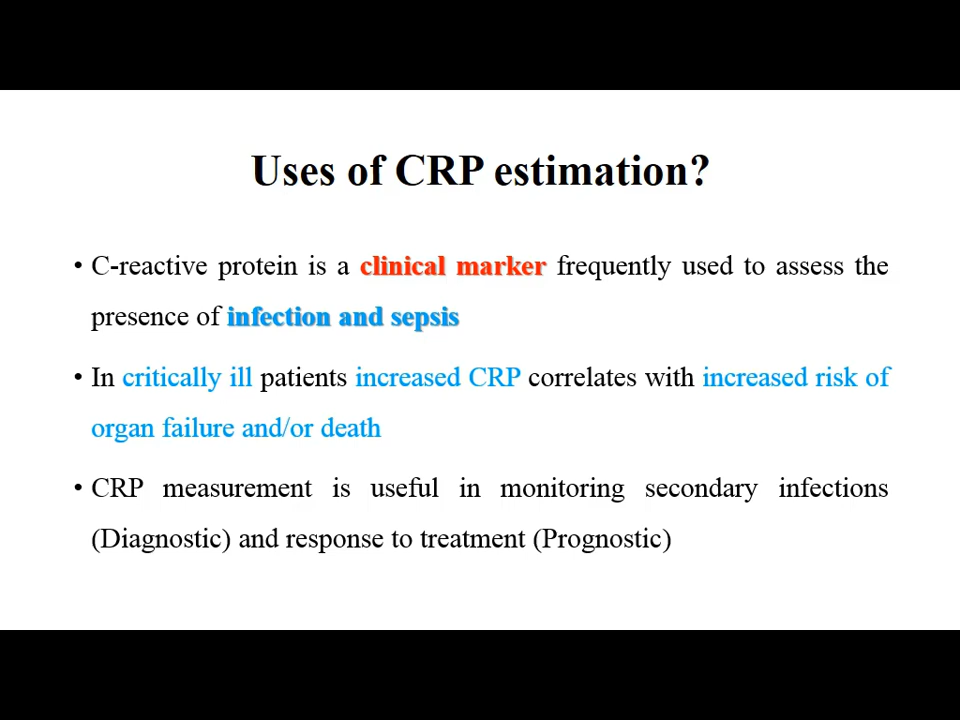 Uses of CRP estimation?
• C-reactive protein is a clinical marker frequently used to assess the
presence of infection and sepsis
• In critically ill patients increased CRP correlates with increased risk of
organ failure and/or death
• CRP measurement is useful in monitoring secondary infections
(Diagnostic) and response to treatment (Prognostic)